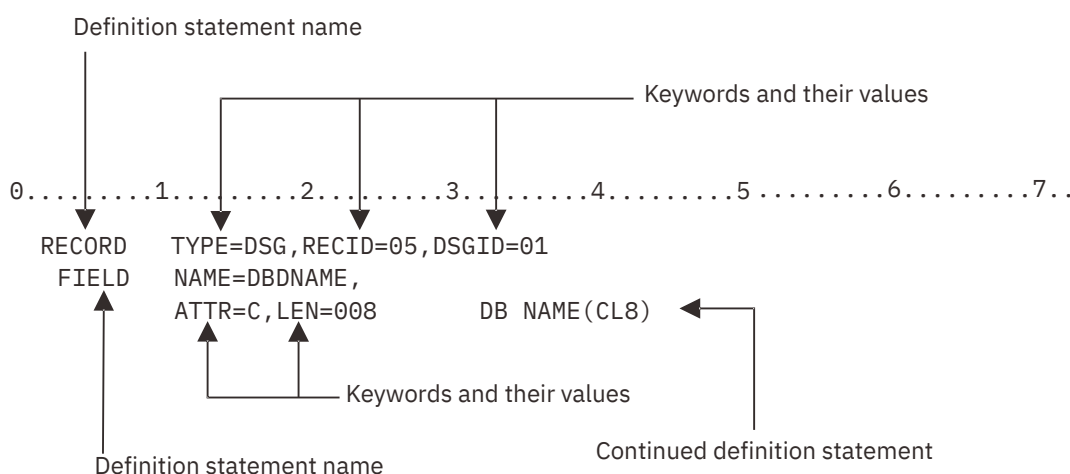 Definition statement name
Keywords and their values
0.........1.........2.........3.........4.........5.........6.........7..
RECORD TYPE=DSG,RECID=05,DSGID=01
FIELD NAME=DBDNAME,
ATTR=C,LEN=008 DB NAME(CL8)
Keywords and their values
Continued definition statement
Definition statement name